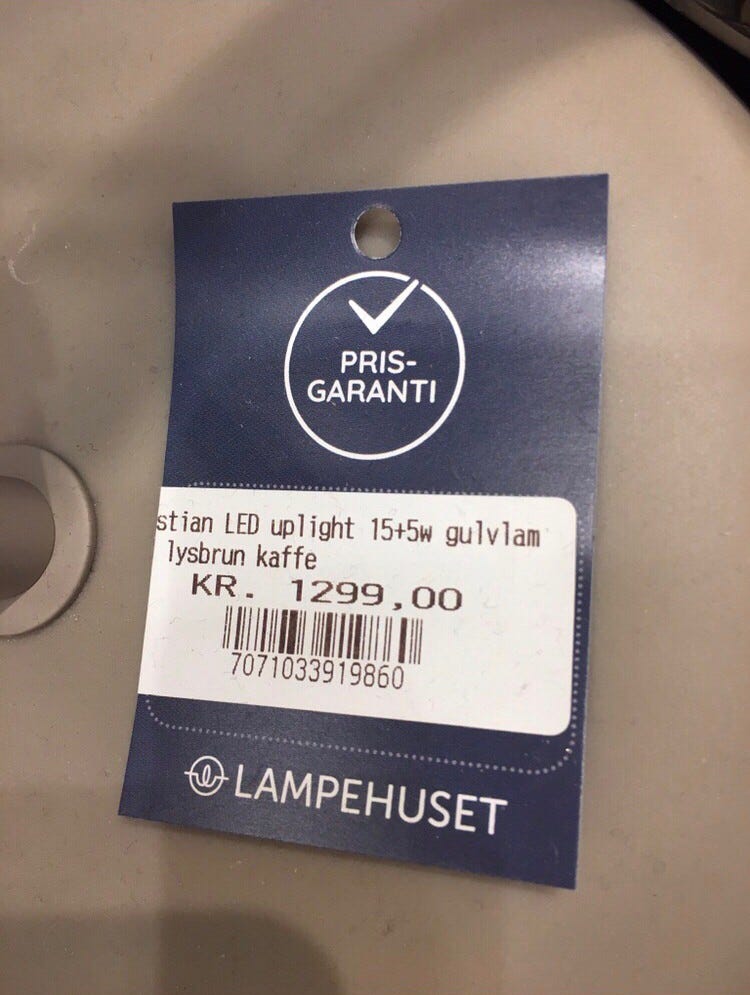 PRIS-
GARANTI
stian LED uplight 15+5w gulvlam
lysbrun kaffe
KR. 1299,00
7071033919860
LAMPEHUSET